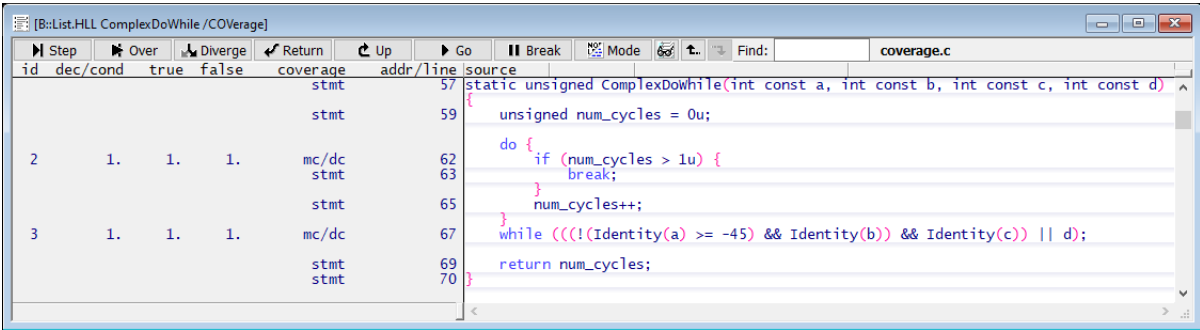 [B::List.HLL ComplexDoWhile /COVerage]
Step Over Diverge Return Up Go Break Mode t.. Find: coverage.c
id dec/cond true false coverage addr/line source
stmt 57 static unsigned ComplexDoWhile(int const a, int const b, int const c, int const d)
{
stmt 59 unsigned num_cycles = 0u;
do {
2 1. 1. 1. mc/dc 62 if (num_cycles > 1u) {
stmt 63 break;
}
stmt 65 num_cycles++;
}
3 1. 1. 1. mc/dc 67 while (((!(Identity(a) >= -45) && Identity(b)) && Identity(c)) || d);
stmt 69 return num_cycles;
stmt 70 }